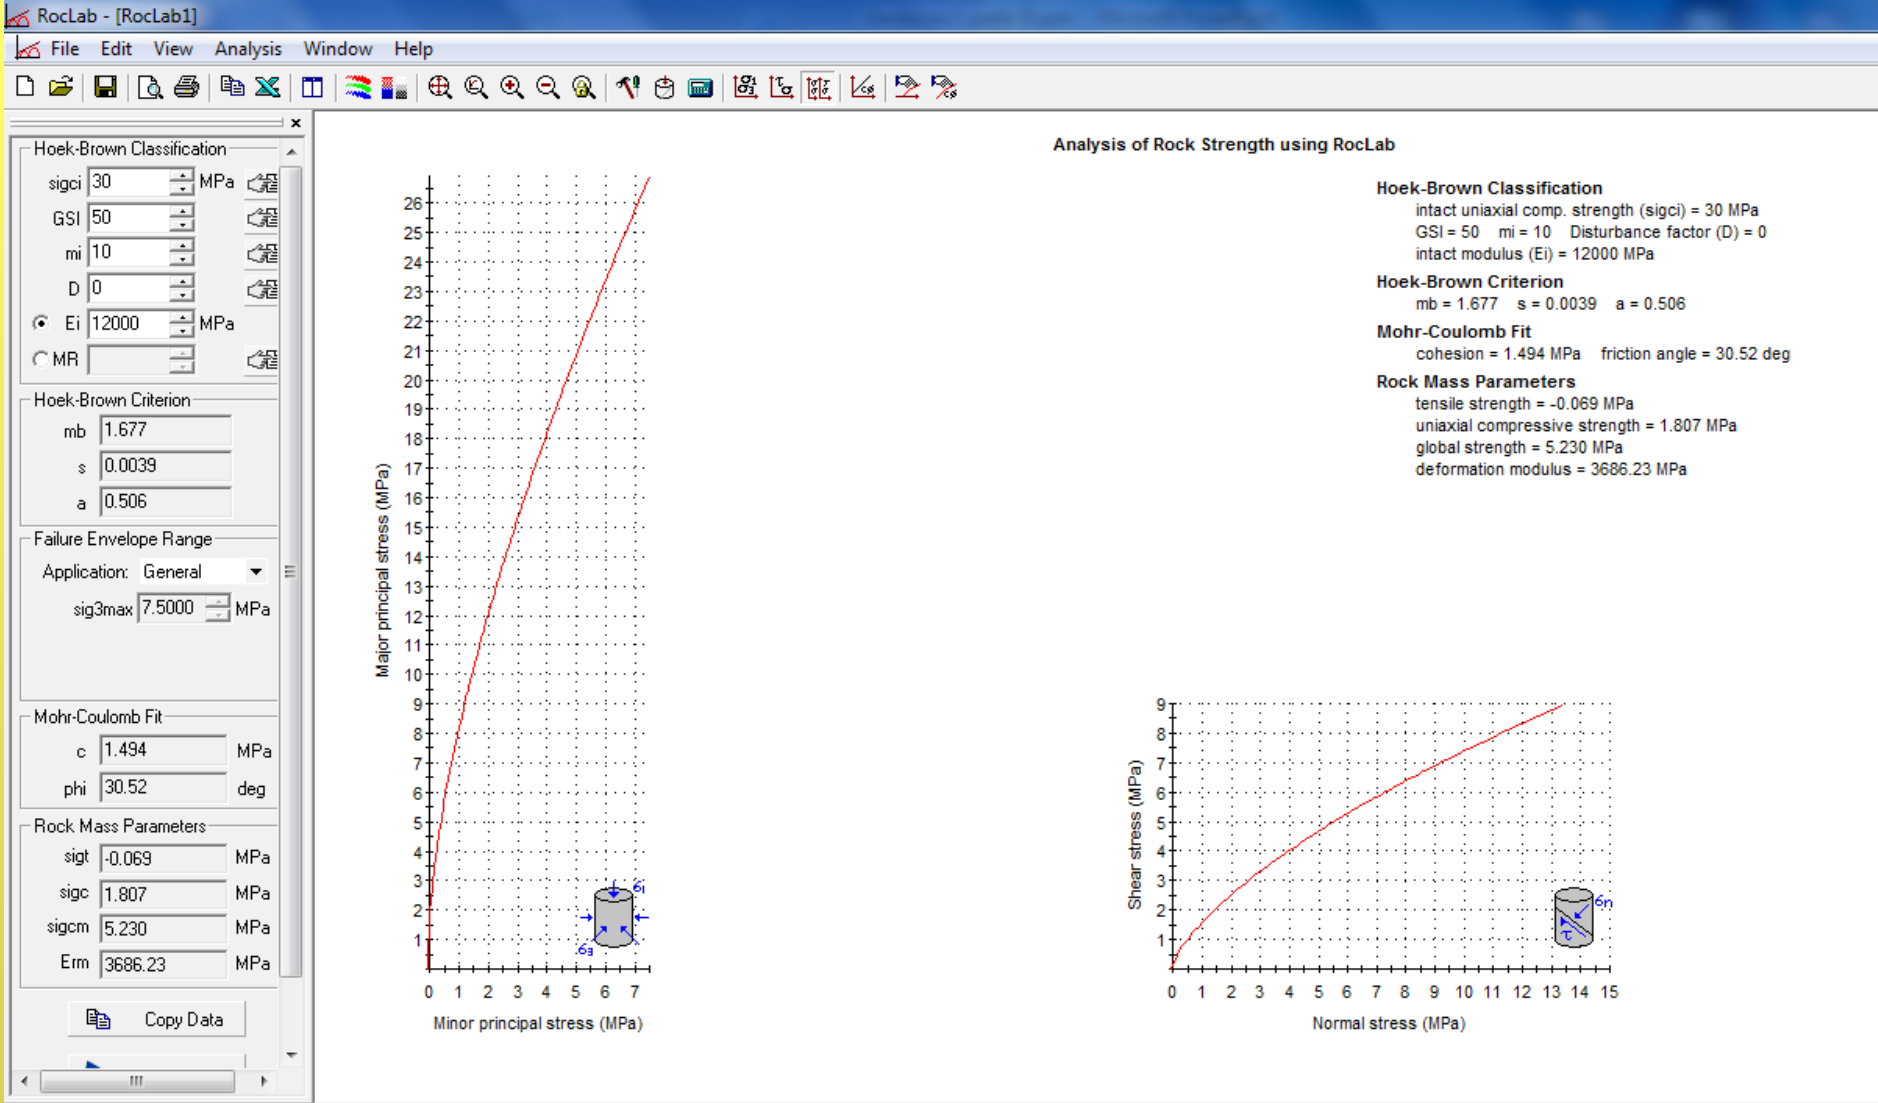 RocLab - [RocLab1]
File Edit View Analysis Window Help
Hoek-Brown Classification
sigci 30 MPa
GSI 50
mi 10
D 0
Ei 12000 MPa
MR
Hoek-Brown Criterion
mb 1.677
s 0.0039
a 0.506
Failure Envelope Range
Application: General
sig3max 7.5000 MPa
Mohr-Coulomb Fit
c 1.494 MPa
phi 30.52 deg
Rock Mass Parameters
sigt -0.069 MPa
sigc 1.807 MPa
sigcm 5.230 MPa
Erm 3686.23 MPa
Copy Data
Analysis of Rock Strength using RocLab
Hoek-Brown Classification
intact uniaxial comp. strength (sigci) = 30 MPa
GSI = 50 mi = 10 Disturbance factor (D) = 0
intact modulus (Ei) = 12000 MPa
Hoek-Brown Criterion
mb = 1.677 s = 0.0039 a = 0.506
Mohr-Coulomb Fit
cohesion = 1.494 MPa friction angle = 30.52 deg
Rock Mass Parameters
tensile strength = -0.069 MPa
uniaxial compressive strength = 1.807 MPa
global strength = 5.230 MPa
deformation modulus = 3686.23 MPa
Major principal stress (MPa)
26
25
24
23
22
21
20
19
18
17
16
15
14
13
12
11
10
9
8
7
6
5
4
3
2
1
0 1 2 3 4 5 6 7
Minor principal stress (MPa)
σ1
σ3
Shear stress (MPa)
9
8
7
6
5
4
3
2
1
0 1 2 3 4 5 6 7 8 9 10 11 12 13 14 15
Normal stress (MPa)
σn
τ